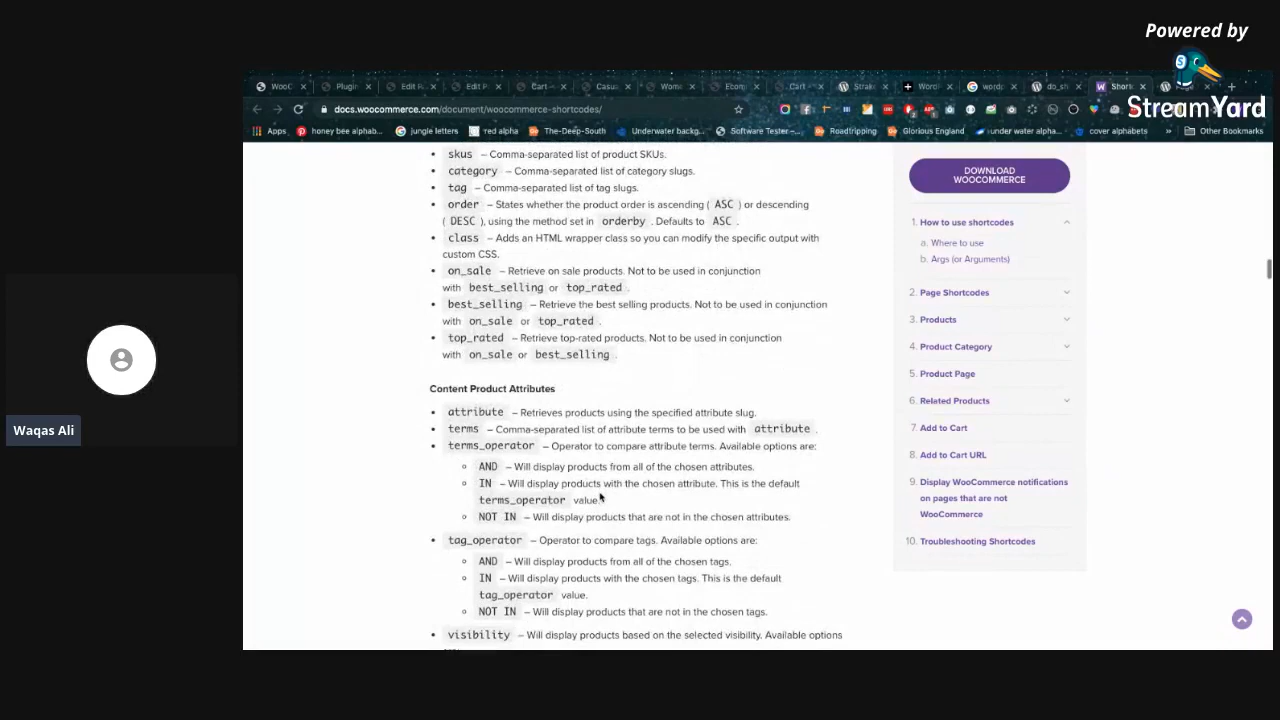 Powered by
StreamYard
WooC
Plugin
Edit P
Edit P
Cart –
Casu
Wome
Econ
Cart –
Strak
Word
wordc
do_sh
Short
docs.woocommerce.com/document/woocommerce-shortcodes/
Apps
honey bee alphab...
jungle letters
red alpha
The-Deep-South
Underwater backg...
Software Tester –...
Roadtripping
Glorious England
under water alpha...
cover alphabets
»
Other Bookmarks
• skus – Comma-separated list of product SKUs.
• category – Comma-separated list of category slugs.
• tag – Comma-separated list of tag slugs.
• order – States whether the product order is ascending ( ASC ) or descending
( DESC ), using the method set in orderby . Defaults to ASC .
• class – Adds an HTML wrapper class so you can modify the specific output with
custom CSS.
• on_sale – Retrieve on sale products. Not to be used in conjunction
with best_selling or top_rated .
• best_selling – Retrieve the best selling products. Not to be used in conjunction
with on_sale or top_rated .
• top_rated – Retrieve top-rated products. Not to be used in conjunction
with on_sale or best_selling .
Content Product Attributes
• attribute – Retrieves products using the specified attribute slug.
• terms – Comma-separated list of attribute terms to be used with attribute .
• terms_operator – Operator to compare attribute terms. Available options are:
AND – Will display products from all of the chosen attributes.
IN – Will display products with the chosen attribute. This is the default
terms_operator value.
NOT IN – Will display products that are not in the chosen attributes.
• tag_operator – Operator to compare tags. Available options are:
AND – Will display products from all of the chosen tags.
IN – Will display products with the chosen tags. This is the default
tag_operator value.
NOT IN – Will display products that are not in the chosen tags.
• visibility – Will display products based on the selected visibility. Available options
DOWNLOAD
WOOCOMMERCE
1. How to use shortcodes
a. Where to use
b. Args (or Arguments)
2. Page Shortcodes
3. Products
4. Product Category
5. Product Page
6. Related Products
7. Add to Cart
8. Add to Cart URL
9. Display WooCommerce notifications
on pages that are not
WooCommerce
10. Troubleshooting Shortcodes
Waqas Ali